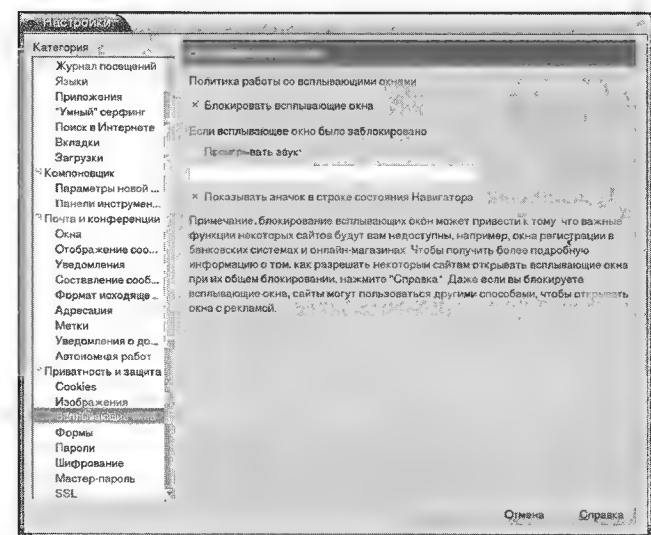 Настройки
Категория
Журнал посещений
Языки
Приложения
"Умный" серфинг
Поиск в Интернете
Вкладки
Загрузки
Компоновщик
Параметры новой ...
Панели инструмен...
Почта и конференции
Окна
Отображение соо...
Уведомления
Составление сооб...
Формат исходяще ...
Адресация
Метки
Уведомления о до...
Автономная работ
Приватность и защита
Cookies
Изображения
Всплывающие окна
Формы
Пароли
Шифрование
Мастер-пароль
SSL
Политика работы со всплывающими окнами
× Блокировать всплывающие окна
Если всплывающее окно было заблокировано
Проигрывать звук:
× Показывать значок в строке состояния Навигатора
Примечание. блокирование всплывающих окон может привести к тому что важные
функции некоторых сайтов будут вам недоступны, например, окна регистрации в
банковских системах и онлайн-магазинах Чтобы получить более подробную
информацию о том, как разрешать некоторым сайтам открывать всплывающие окна
при их общем блокировании, нажмите "Справка" Даже если вы блокируете
всплывающие окна, сайты могут пользоваться другими способами, чтобы открывать
окна с рекламой.
Отмена Справка